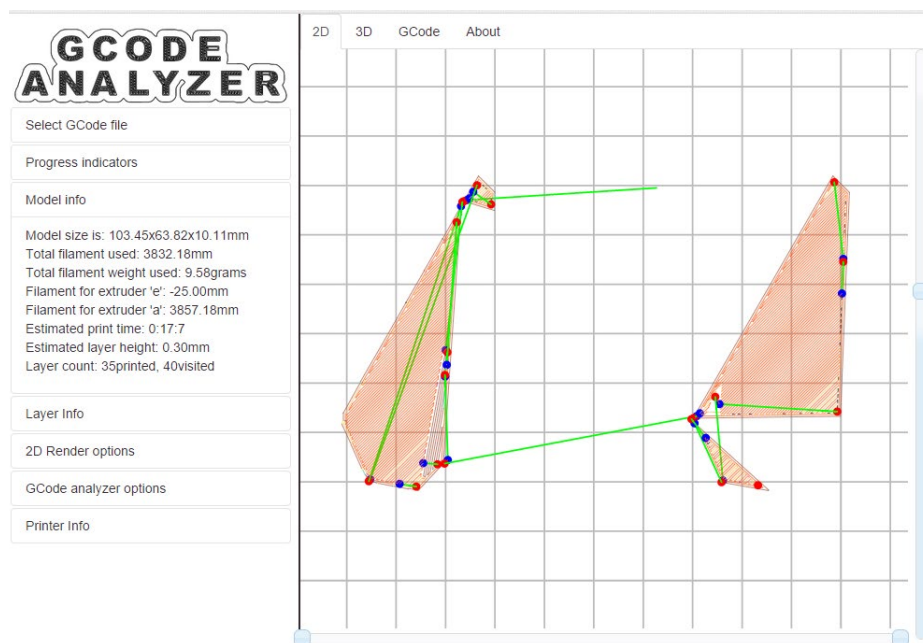 GCODE
ANALYZER
2D 3D GCode About
Select GCode file
Progress indicators
Model info
Model size is: 103.45x63.82x10.11mm
Total filament used: 3832.18mm
Total filament weight used: 9.58grams
Filament for extruder 'e': -25.00mm
Filament for extruder 'a': 3857.18mm
Estimated print time: 0:17:7
Estimated layer height: 0.30mm
Layer count: 35printed, 40visited
Layer Info
2D Render options
GCode analyzer options
Printer Info